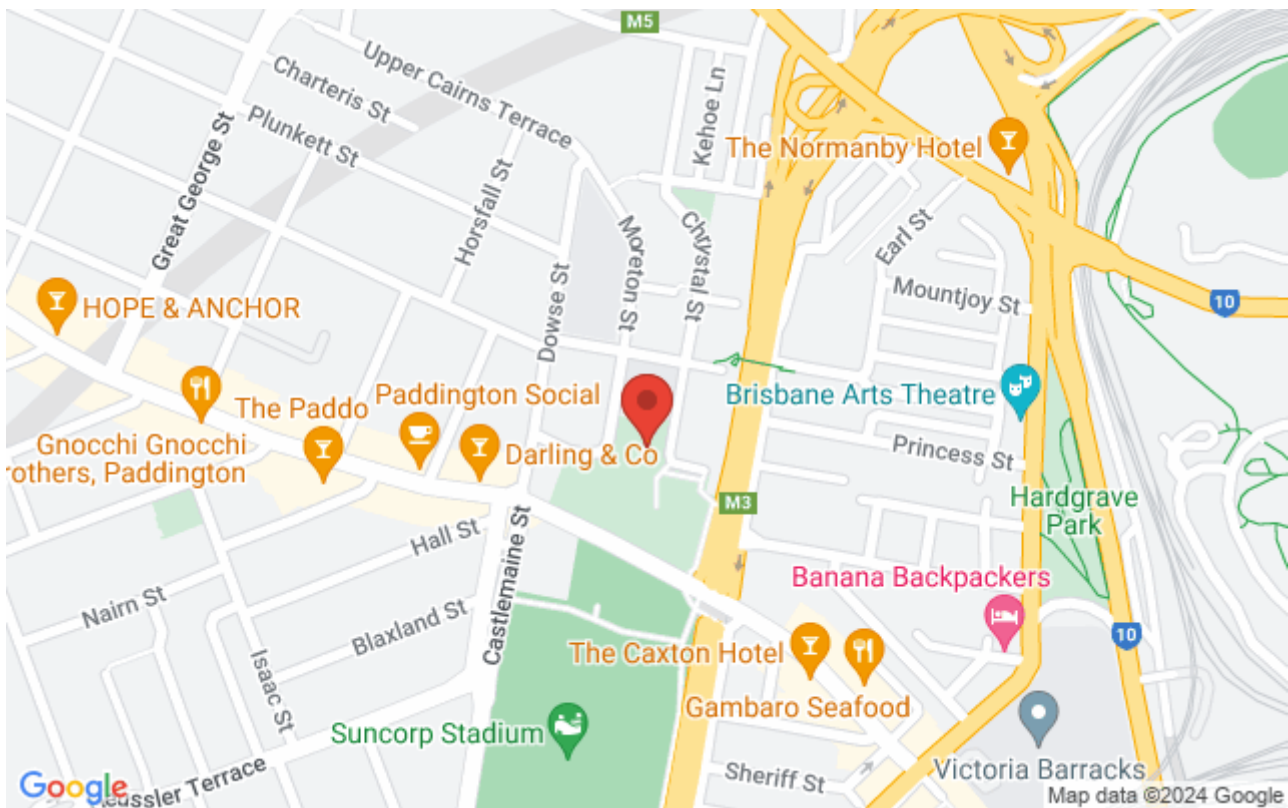 M5
Charteris St
Upper Cairns Terrace
Kehoe Ln
Plunkett St
Great George St
Horsfall St
The Normanby Hotel
Moreton St
Chrystal St
Earl St
Dowse St
Mountjoy St
10
HOPE & ANCHOR
Paddington Social
Brisbane Arts Theatre
The Paddo
Gnocchi Gnocchi
rothers, Paddington
Darling & Co
Princess St
M3
Hardgrave
Park
Hall St
Castlemaine St
Nairn St
Blaxland St
Banana Backpackers
10
Isaac St
The Caxton Hotel
Gambaro Seafood
Suncorp Stadium
Sheriff St
Victoria Barracks
Google
eussler Terrace
Map data ©2024 Google